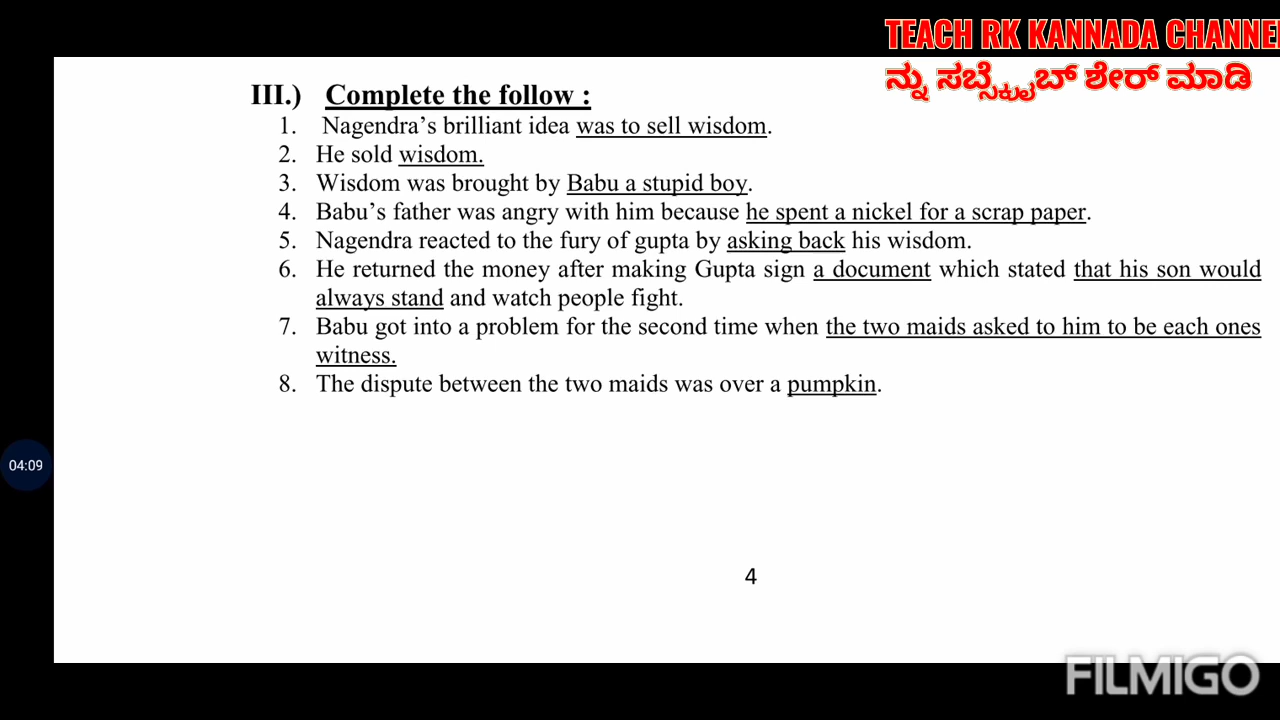 TEACH RK KANNADA CHANNE
ನ್ನು ಸಬ್ಸ್ಕ್ರೈಬ್ ಶೇರ್ ಮಾಡಿ
III.) Complete the follow :
1. Nagendra's brilliant idea was to sell wisdom.
2. He sold wisdom.
3. Wisdom was brought by Babu a stupid boy.
4. Babu's father was angry with him because he spent a nickel for a scrap paper.
5. Nagendra reacted to the fury of gupta by asking back his wisdom.
6. He returned the money after making Gupta sign a document which stated that his son would
always stand and watch people fight.
7. Babu got into a problem for the second time when the two maids asked to him to be each ones
witness.
8. The dispute between the two maids was over a pumpkin.
04:09
4
FILMIGO